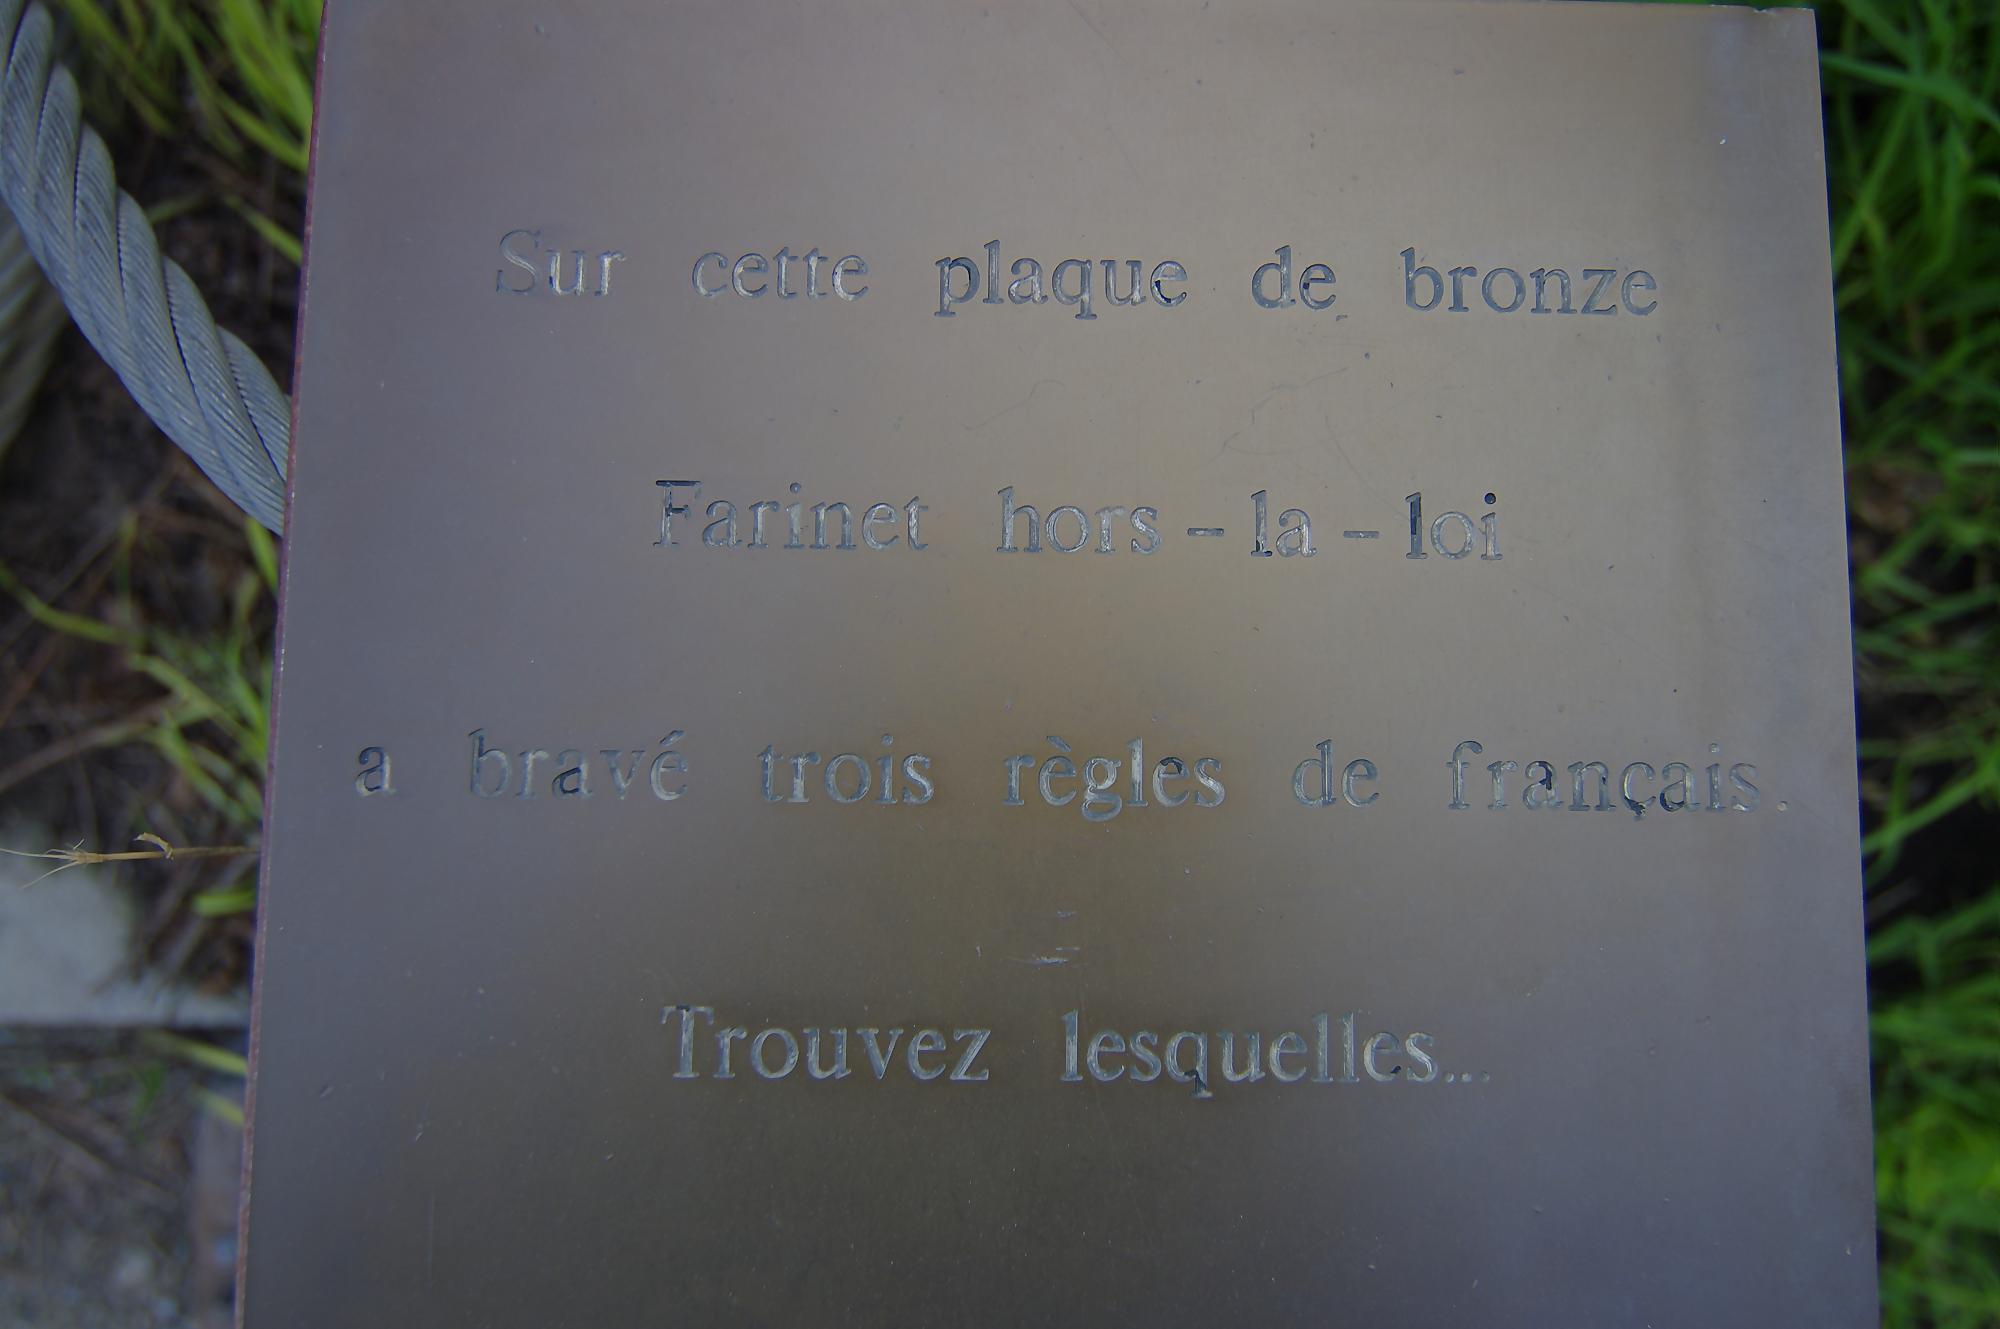 Sur cette plaque de bronze
Farinet hors-la-loi
a bravé trois règles de français.
Trouvez lesquelles...